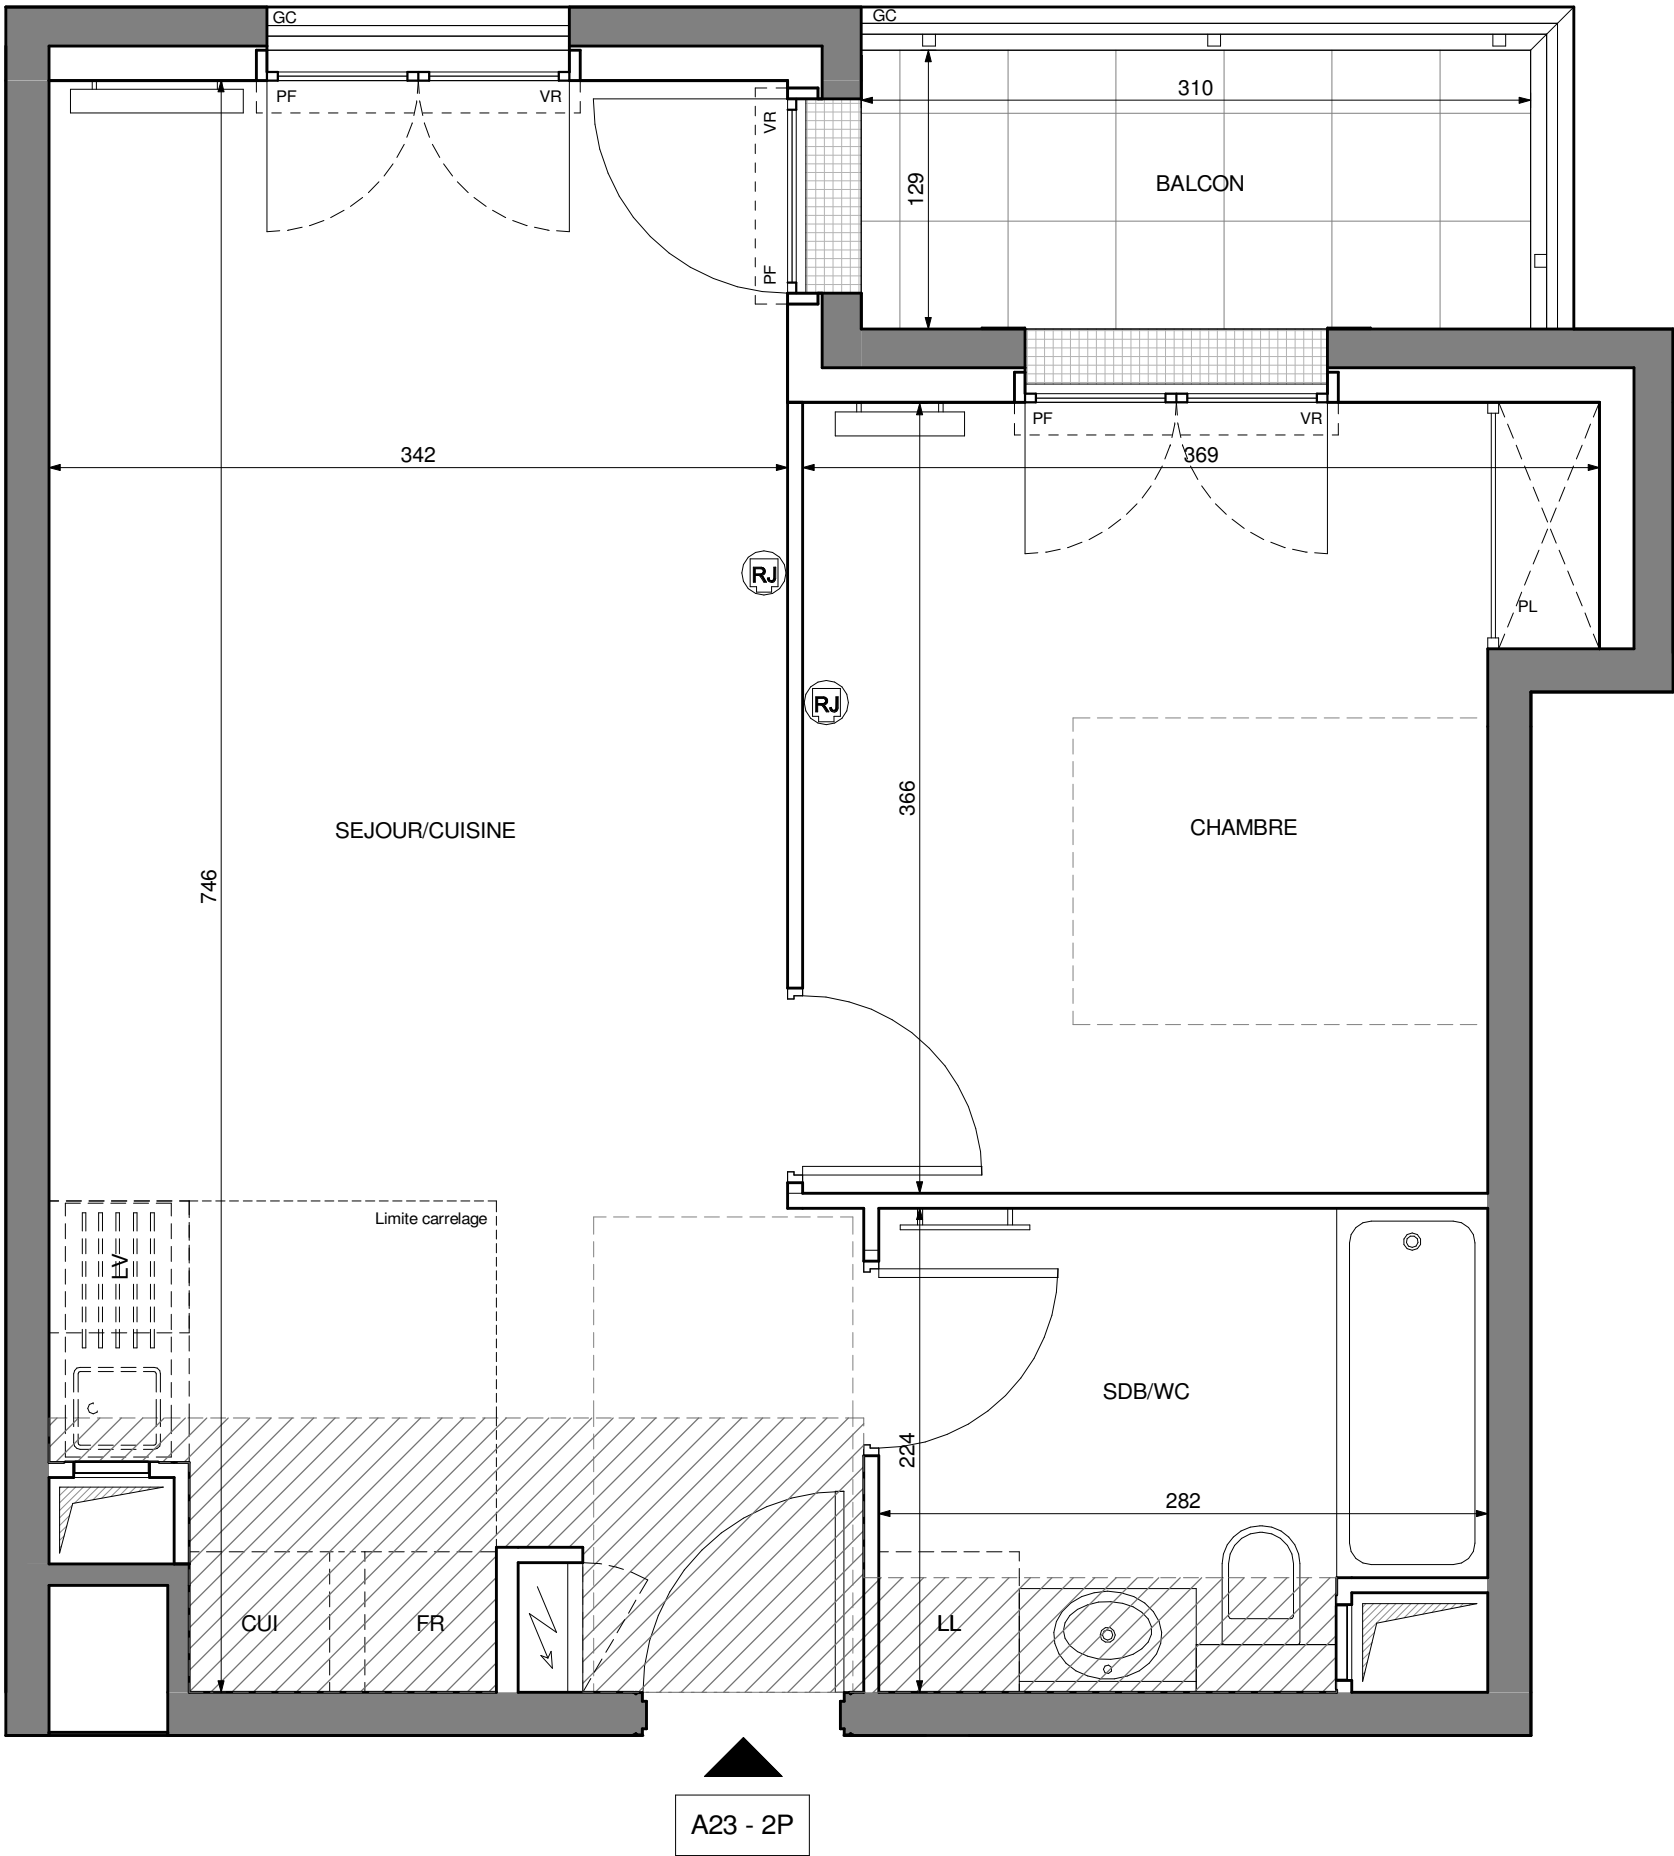 GC
GC
PF
VR
VR
310
129
BALCON
PF
PF
VR
342
369
RJ
PL
RJ
366
SEJOUR/CUISINE
CHAMBRE
746
Limite carrelage
LV
SDB/WC
224
282
CUI
FR
LL
A23 - 2P